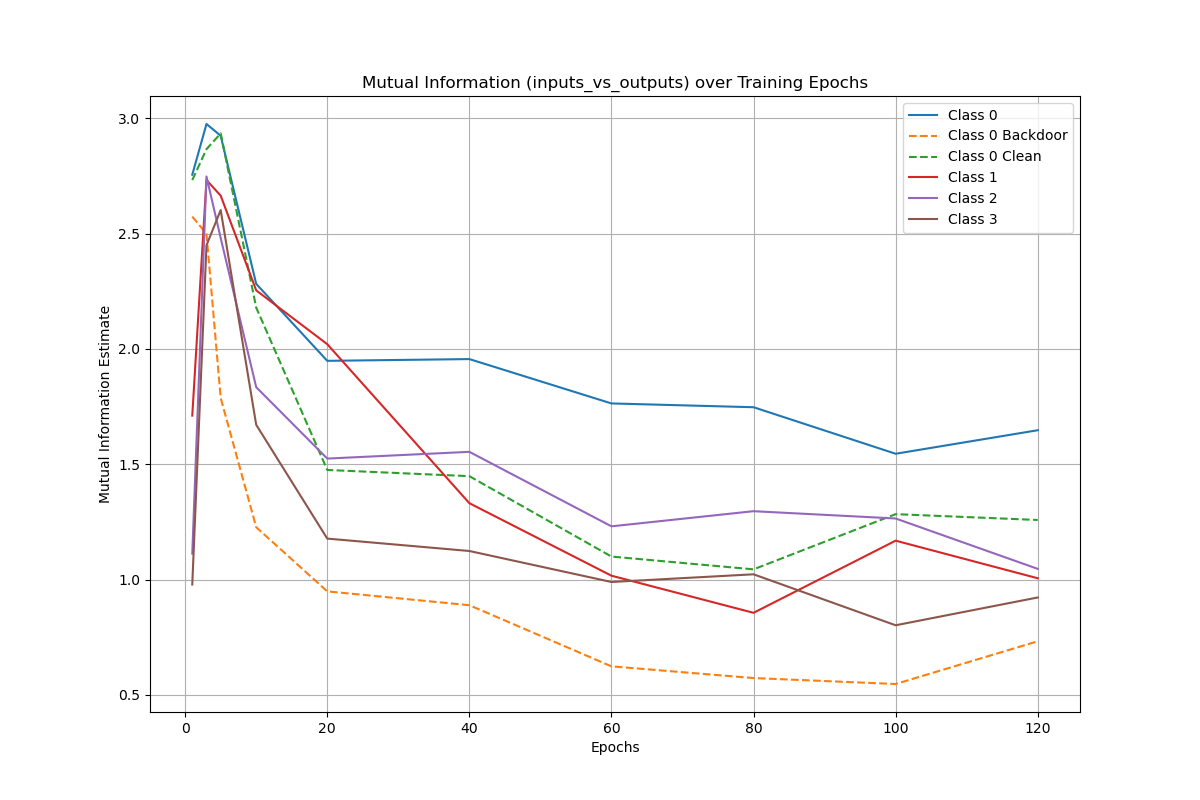 Mutual Information (inputs_vs_outputs) over Training Epochs
Class 0
Class 0 Backdoor
Class 0 Clean
Class 1
Class 2
Class 3
Mutual Information Estimate
3.0
2.5
2.0
1.5
1.0
0.5
0 20 40 60 80 100 120
Epochs